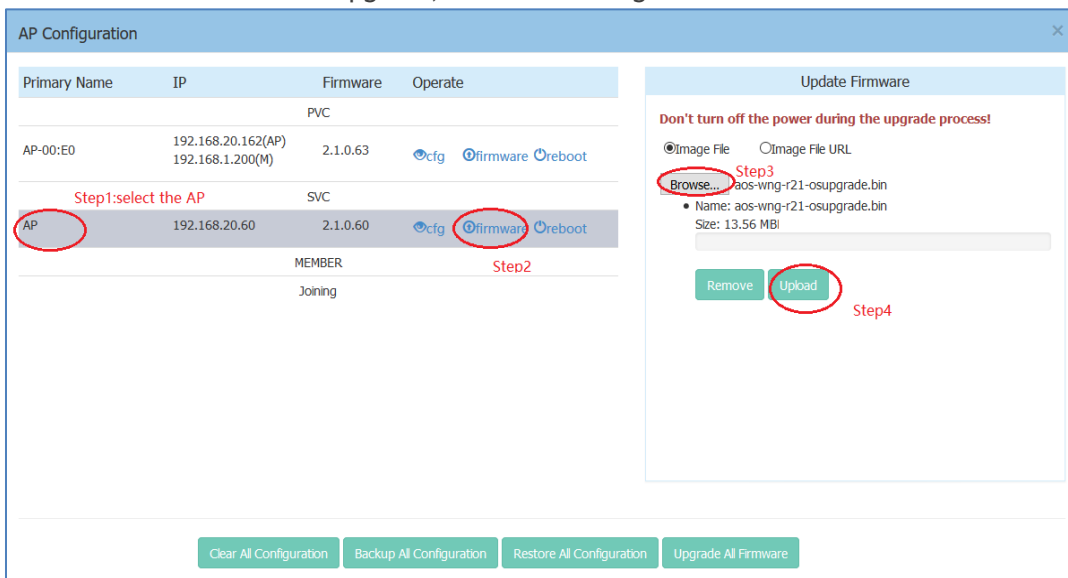 AP Configuration
Primary Name IP Firmware Operate
PVC
AP-00:E0 192.168.20.162(AP) 192.168.1.200(M) 2.1.0.63 cfg firmware reboot
Step1:select the AP
SVC
AP 192.168.20.60 2.1.0.60 cfg firmware reboot
Step2
MEMBER
Joining
Update Firmware
Don't turn off the power during the upgrade process!
Image File Image File URL
Step3
Browse... aos-wng-r21-osupgrade.bin
Name: aos-wng-r21-osupgrade.bin
Size: 13.56 MB
Remove Upload
Step4
Clear All Configuration Backup All Configuration Restore All Configuration Upgrade All Firmware